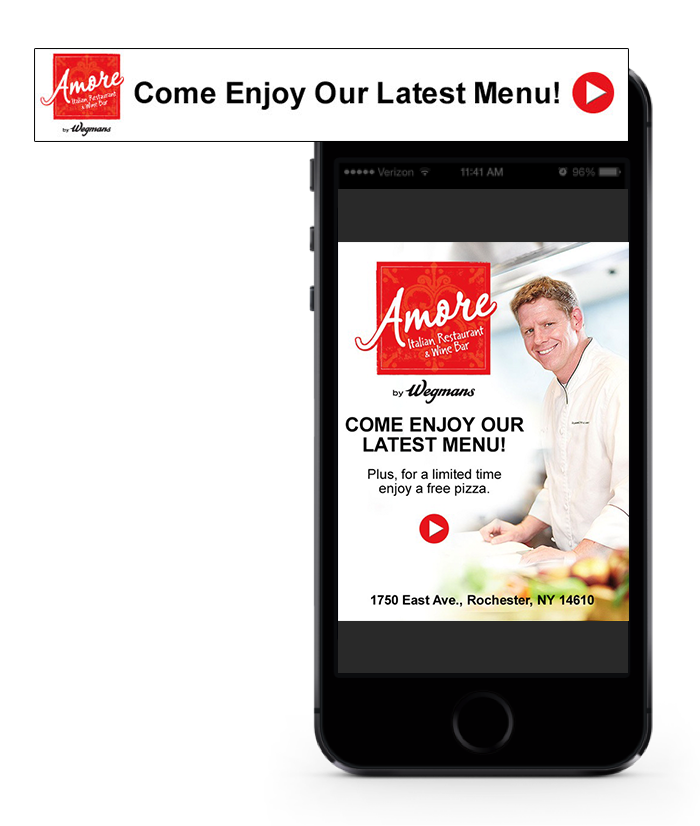 Amore
Italian Restaurant
& Wine Bar
by Wegmans
Come Enjoy Our Latest Menu!
Verizon 11:41 AM 96%
Amore
Italian Restaurant
& Wine Bar
by Wegmans
COME ENJOY OUR
LATEST MENU!
Plus, for a limited time
enjoy a free pizza.
1750 East Ave., Rochester, NY 14610